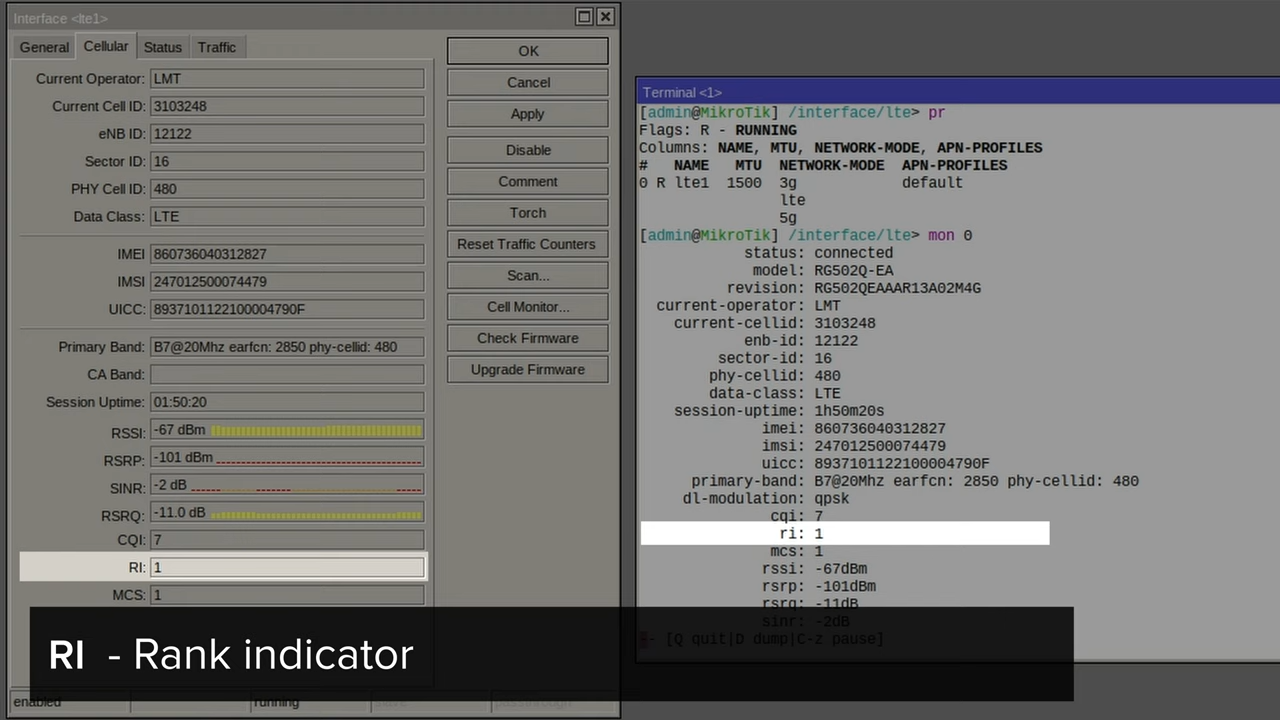 Interface <lte1>
General Cellular Status Traffic
Current Operator: LMT
Current Cell ID: 3103248
eNB ID: 12122
Sector ID: 16
PHY Cell ID: 480
Data Class: LTE
IMEI 860736040312827
IMSI 247012500074479
UICC: 8937101122100004790F
Primary Band: B7@20Mhz earfcn: 2850 phy-cellid: 480
CA Band:
Session Uptime: 01:50:20
RSSI: -67 dBm
RSRP: -101 dBm
SINR: -2 dB
RSRQ: -11.0 dB
CQI: 7
RI: 1
MCS: 1
enabled running slave passthrough
OK
Cancel
Apply
Disable
Comment
Torch
Reset Traffic Counters
Scan...
Cell Monitor...
Check Firmware
Upgrade Firmware
Terminal <1>
[admin@MikroTik] /interface/lte> pr
Flags: R - RUNNING
Columns: NAME, MTU, NETWORK-MODE, APN-PROFILES
# NAME MTU NETWORK-MODE APN-PROFILES
0 R lte1 1500 3g default
lte
5g
[admin@MikroTik] /interface/lte> mon 0
status: connected
model: RG502Q-EA
revision: RG502QEAAAR13A02M4G
current-operator: LMT
current-cellid: 3103248
enb-id: 12122
sector-id: 16
phy-cellid: 480
data-class: LTE
session-uptime: 1h50m20s
imei: 860736040312827
imsi: 247012500074479
uicc: 8937101122100004790F
primary-band: B7@20Mhz earfcn: 2850 phy-cellid: 480
dl-modulation: qpsk
cqi: 7
ri: 1
mcs: 1
rssi: -67dBm
rsrp: -101dBm
rsrq: -11dB
sinr: -2dB
-- [Q quit|D dump|C-z pause]
RI - Rank indicator